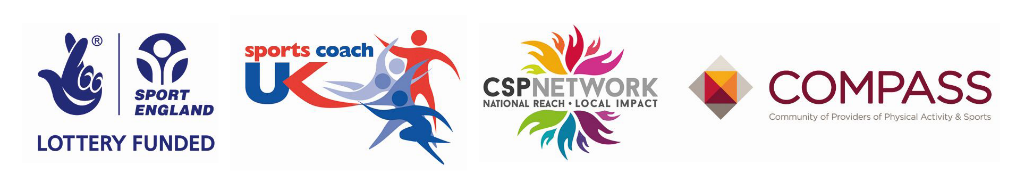 ®
SPORT
ENGLAND
LOTTERY FUNDED
sports coach
UK
CSPNETWORK
NATIONAL REACH • LOCAL IMPACT
COMPASS
Community of Providers of Physical Activity & Sports